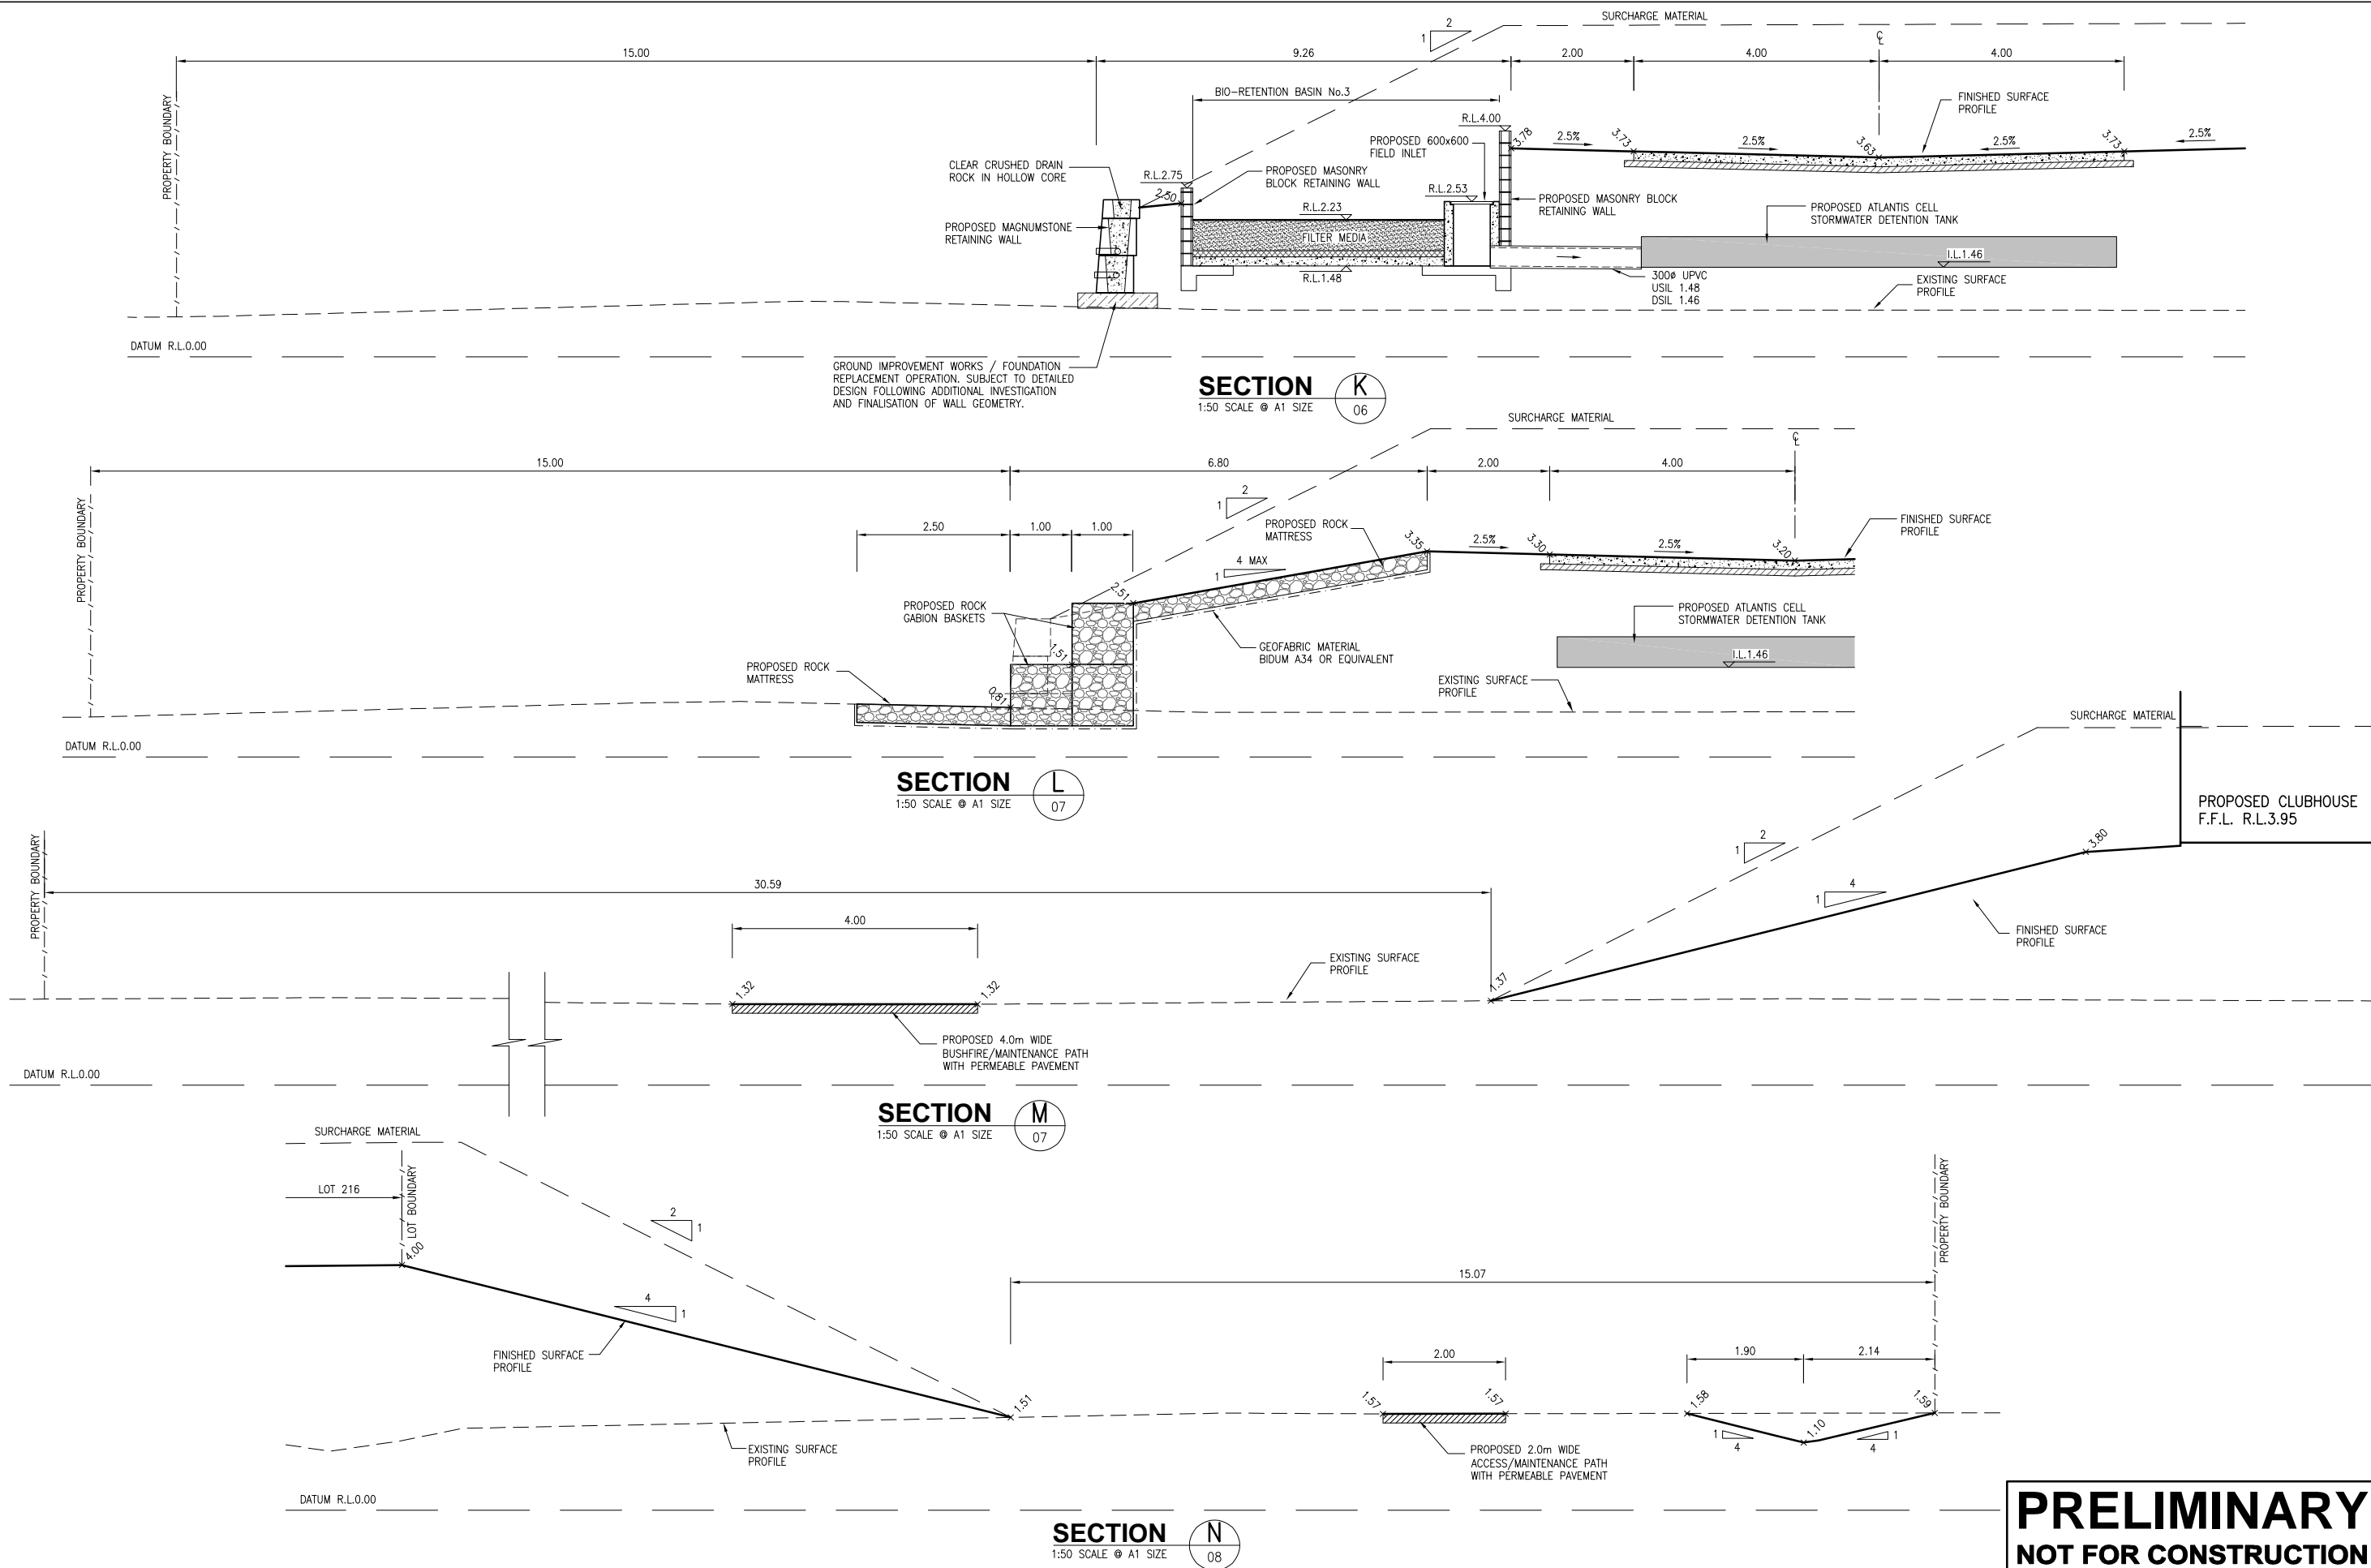 SURCHARGE MATERIAL
2
1
15.00
9.26
2.00
4.00
℄
4.00
PROPERTY BOUNDARY
BIO-RETENTION BASIN No.3
FINISHED SURFACE
PROFILE
R.L.4.00
3.78
2.5%
3.73
2.5%
3.63
2.5%
3.73
2.5%
PROPOSED 600x600
FIELD INLET
CLEAR CRUSHED DRAIN
ROCK IN HOLLOW CORE
R.L.2.75
2.50
PROPOSED MASONRY
BLOCK RETAINING WALL
R.L.2.53
R.L.2.23
PROPOSED MASONRY BLOCK
RETAINING WALL
PROPOSED ATLANTIS CELL
STORMWATER DETENTION TANK
PROPOSED MAGNUMSTONE
RETAINING WALL
FILTER MEDIA
I.L.1.46
R.L.1.48
300ø UPVC
USIL 1.48
DSIL 1.46
EXISTING SURFACE
PROFILE
DATUM R.L.0.00
GROUND IMPROVEMENT WORKS / FOUNDATION
REPLACEMENT OPERATION. SUBJECT TO DETAILED
DESIGN FOLLOWING ADDITIONAL INVESTIGATION
AND FINALISATION OF WALL GEOMETRY.
SECTION K
1:50 SCALE @ A1 SIZE 06
SURCHARGE MATERIAL
℄
15.00
6.80
2.00
4.00
PROPERTY BOUNDARY
2
1
2.50
1.00
1.00
PROPOSED ROCK
MATTRESS
3.35
2.5%
3.30
2.5%
3.20
FINISHED SURFACE
PROFILE
4 MAX
1
2.51
PROPOSED ROCK
GABION BASKETS
PROPOSED ATLANTIS CELL
STORMWATER DETENTION TANK
GEOFABRIC MATERIAL
BIDUM A34 OR EQUIVALENT
1.51
I.L.1.46
PROPOSED ROCK
MATTRESS
0.81
EXISTING SURFACE
PROFILE
DATUM R.L.0.00
SECTION L
1:50 SCALE @ A1 SIZE 07
SURCHARGE MATERIAL
PROPOSED CLUBHOUSE
F.F.L. R.L.3.95
PROPERTY BOUNDARY
2
1
3.80
30.59
4
1
4.00
FINISHED SURFACE
PROFILE
EXISTING SURFACE
PROFILE
1.32
1.32
1.37
PROPOSED 4.0m WIDE
BUSHFIRE/MAINTENANCE PATH
WITH PERMEABLE PAVEMENT
DATUM R.L.0.00
SECTION M
1:50 SCALE @ A1 SIZE 07
SURCHARGE MATERIAL
LOT 216
LOT BOUNDARY
PROPERTY BOUNDARY
2
1
4.00
15.07
4
1
FINISHED SURFACE
PROFILE
2.00
1.90
2.14
1.51
1.57
1.57
1.58
1.10
1.59
1
4
1
4
EXISTING SURFACE
PROFILE
PROPOSED 2.0m WIDE
ACCESS/MAINTENANCE PATH
WITH PERMEABLE PAVEMENT
DATUM R.L.0.00
SECTION N
1:50 SCALE @ A1 SIZE 08
PRELIMINARY
NOT FOR CONSTRUCTION